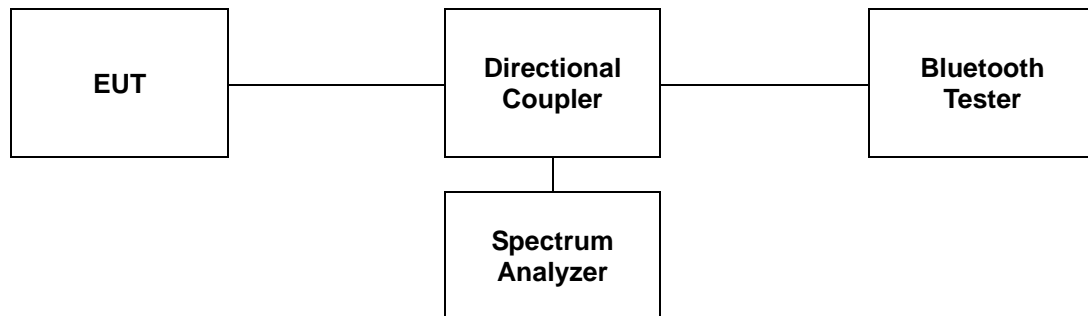 EUT
Directional
Coupler
Bluetooth
Tester
Spectrum
Analyzer